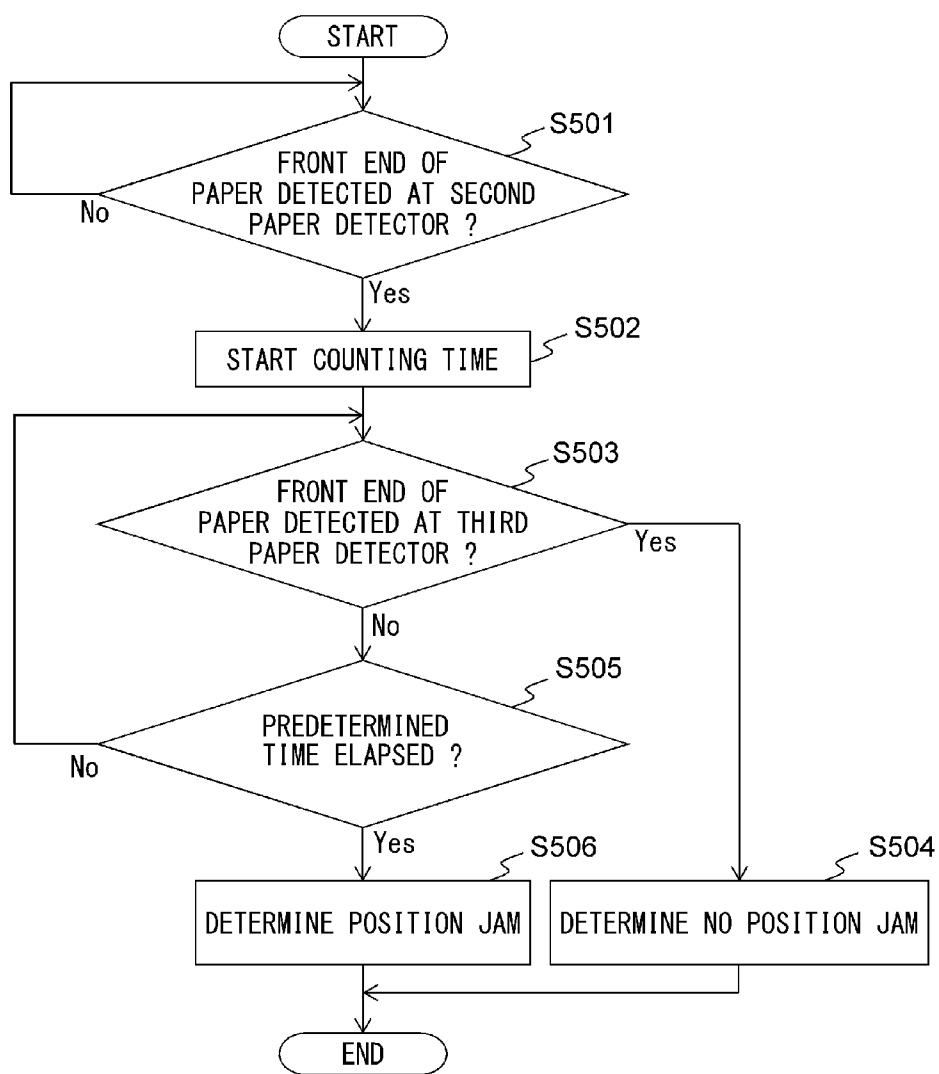 START
S501
FRONT END OF
PAPER DETECTED AT SECOND
PAPER DETECTOR ?
No
Yes
S502
START COUNTING TIME
S503
FRONT END OF
PAPER DETECTED AT THIRD
PAPER DETECTOR ?
Yes
No
S505
PREDETERMINED
TIME ELAPSED ?
No
Yes
S506
S504
DETERMINE POSITION JAM
DETERMINE NO POSITION JAM
END